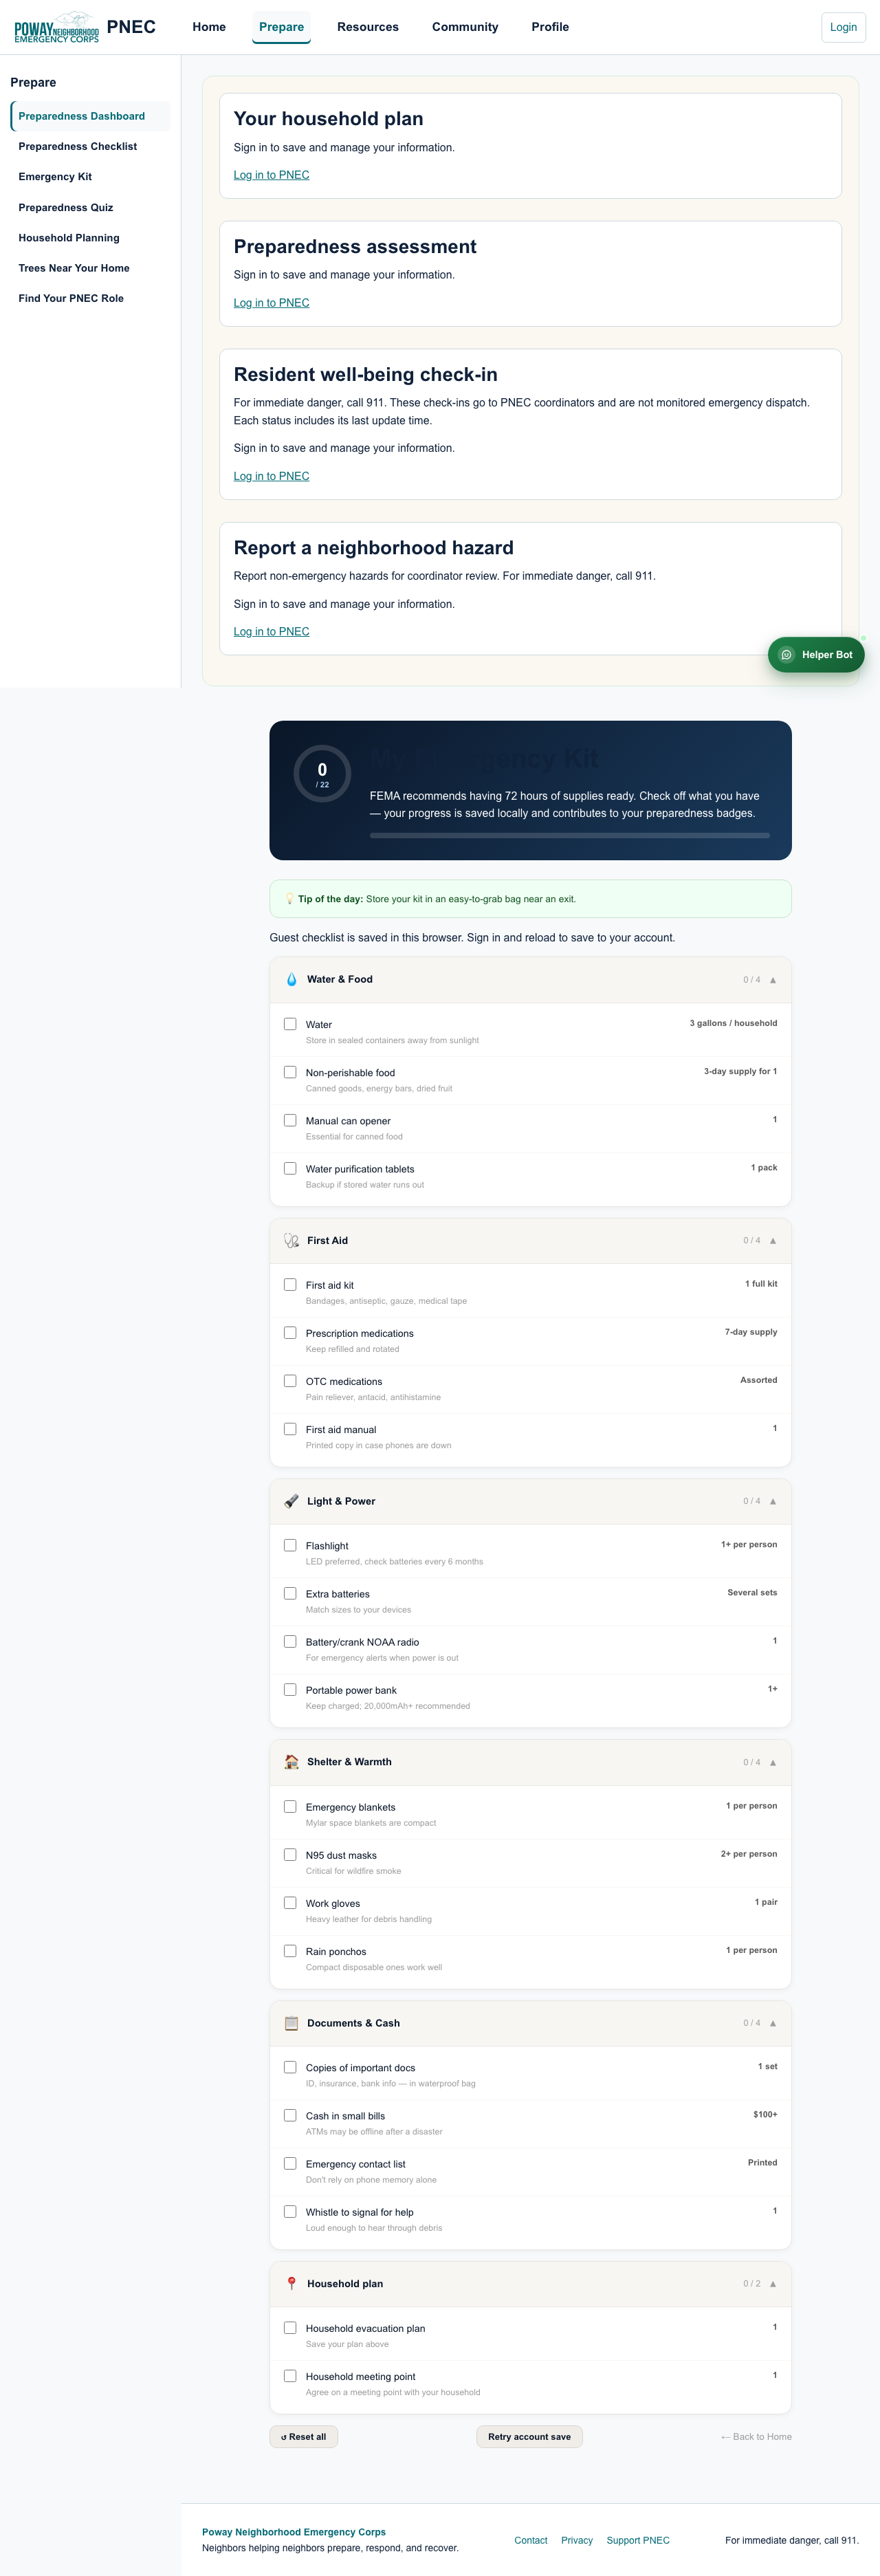 POWAY NEIGHBORHOOD
EMERGENCY CORPS
PNEC
Home
Prepare
Resources
Community
Profile
Login
Prepare
Preparedness Dashboard
Preparedness Checklist
Emergency Kit
Preparedness Quiz
Household Planning
Trees Near Your Home
Find Your PNEC Role
Your household plan
Sign in to save and manage your information.
Log in to PNEC
Preparedness assessment
Sign in to save and manage your information.
Log in to PNEC
Resident well-being check-in
For immediate danger, call 911. These check-ins go to PNEC coordinators and are not monitored emergency dispatch.
Each status includes its last update time.
Sign in to save and manage your information.
Log in to PNEC
Report a neighborhood hazard
Report non-emergency hazards for coordinator review. For immediate danger, call 911.
Sign in to save and manage your information.
Log in to PNEC
Helper Bot
0
/ 22
My Emergency Kit
FEMA recommends having 72 hours of supplies ready. Check off what you have
— your progress is saved locally and contributes to your preparedness badges.
💡 Tip of the day: Store your kit in an easy-to-grab bag near an exit.
Guest checklist is saved in this browser. Sign in and reload to save to your account.
Water & Food 0 / 4 ▲
Water 3 gallons / household
Store in sealed containers away from sunlight
Non-perishable food 3-day supply for 1
Canned goods, energy bars, dried fruit
Manual can opener 1
Essential for canned food
Water purification tablets 1 pack
Backup if stored water runs out
First Aid 0 / 4 ▲
First aid kit 1 full kit
Bandages, antiseptic, gauze, medical tape
Prescription medications 7-day supply
Keep refilled and rotated
OTC medications Assorted
Pain reliever, antacid, antihistamine
First aid manual 1
Printed copy in case phones are down
Light & Power 0 / 4 ▲
Flashlight 1+ per person
LED preferred, check batteries every 6 months
Extra batteries Several sets
Match sizes to your devices
Battery/crank NOAA radio 1
For emergency alerts when power is out
Portable power bank 1+
Keep charged; 20,000mAh+ recommended
Shelter & Warmth 0 / 4 ▲
Emergency blankets 1 per person
Mylar space blankets are compact
N95 dust masks 2+ per person
Critical for wildfire smoke
Work gloves 1 pair
Heavy leather for debris handling
Rain ponchos 1 per person
Compact disposable ones work well
Documents & Cash 0 / 4 ▲
Copies of important docs 1 set
ID, insurance, bank info — in waterproof bag
Cash in small bills $100+
ATMs may be offline after a disaster
Emergency contact list Printed
Don't rely on phone memory alone
Whistle to signal for help 1
Loud enough to hear through debris
Household plan 0 / 2 ▲
Household evacuation plan 1
Save your plan above
Household meeting point 1
Agree on a meeting point with your household
↺ Reset all
Retry account save
← Back to Home
Poway Neighborhood Emergency Corps
Neighbors helping neighbors prepare, respond, and recover.
Contact
Privacy
Support PNEC
For immediate danger, call 911.